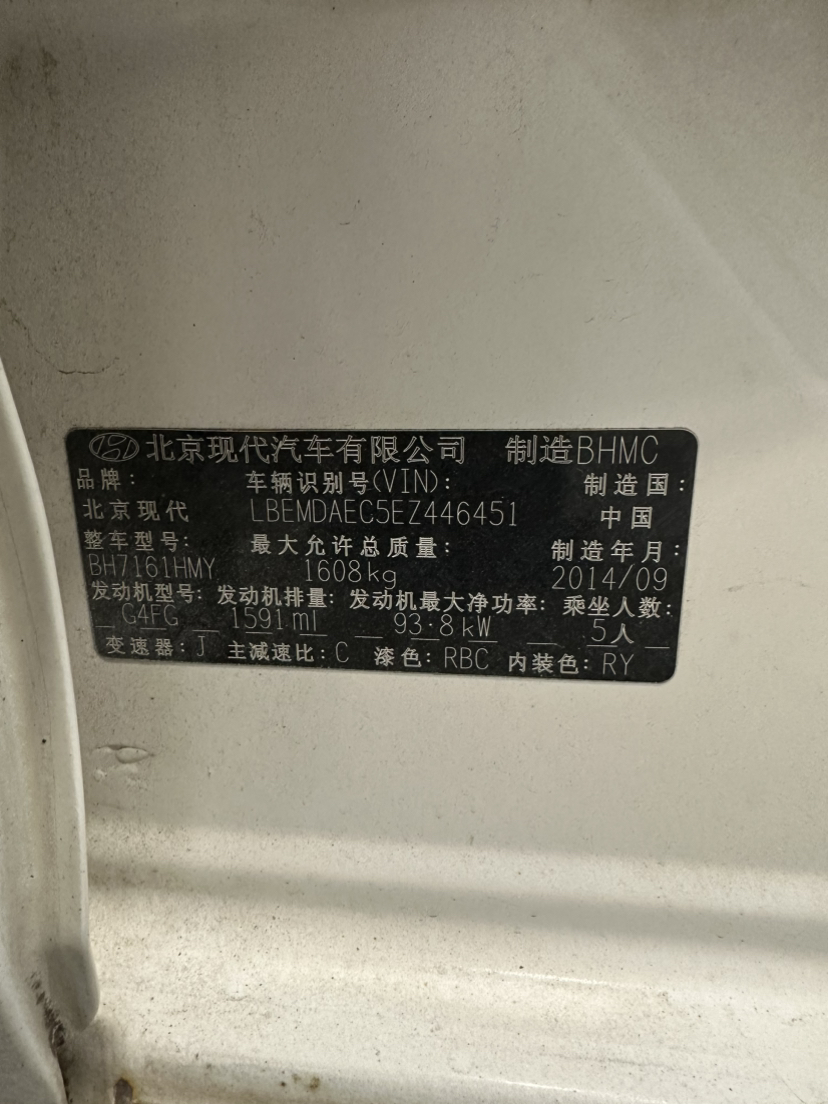 北京现代汽车有限公司 制造BHMC
品牌: 车辆识别号(VIN): 制造国:
北京现代 LBEMDAEC5EZ446451 中国
整车型号: 最大允许总质量: 制造年月:
BH7161HMY 1608kg 2014/09
发动机型号: 发动机排量: 发动机最大净功率: 乘坐人数:
G4FG 1591ml 93.8kW 5人
变速器: J 主减速比: C 漆色: RBC 内装色: RY